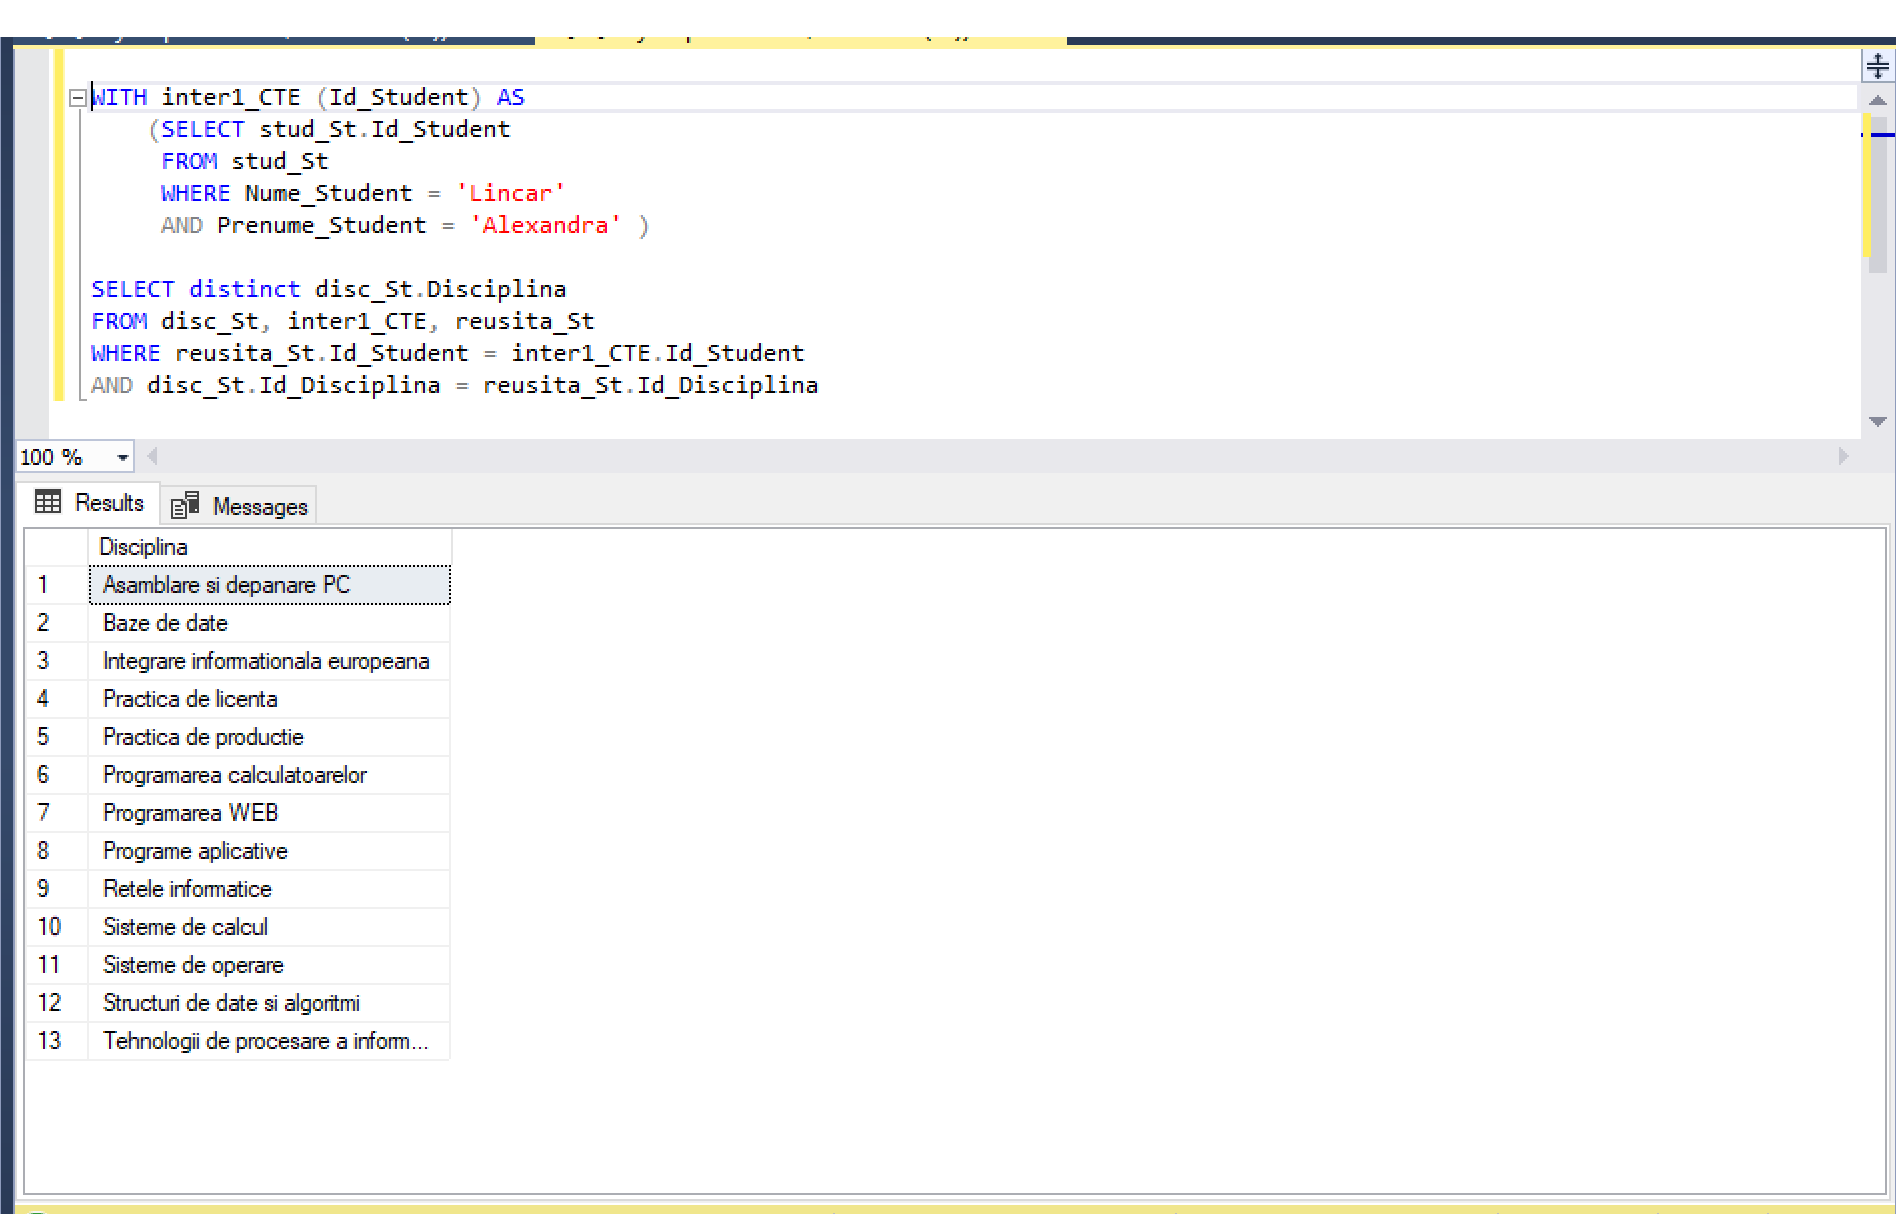 WITH inter1_CTE (Id_Student) AS
(SELECT stud_St.Id_Student
FROM stud_St
WHERE Nume_Student = 'Lincar'
AND Prenume_Student = 'Alexandra' )
SELECT distinct disc_St.Disciplina
FROM disc_St, inter1_CTE, reusita_St
WHERE reusita_St.Id_Student = inter1_CTE.Id_Student
AND disc_St.Id_Disciplina = reusita_St.Id_Disciplina
100 %
Results Messages
Disciplina
1 Asamblare si depanare PC
2 Baze de date
3 Integrare informationala europeana
4 Practica de licenta
5 Practica de productie
6 Programarea calculatoarelor
7 Programarea WEB
8 Programe aplicative
9 Retele informatice
10 Sisteme de calcul
11 Sisteme de operare
12 Structuri de date si algoritmi
13 Tehnologii de procesare a inform...